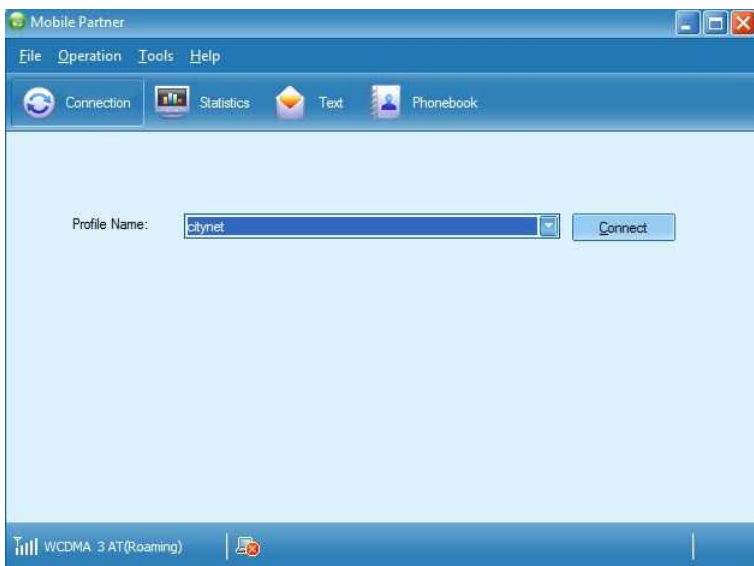 Mobile Partner
File Operation Tools Help
Connection Statistics Text Phonebook
Profile Name: citynet Connect
WCDMA 3 AT(Roaming)